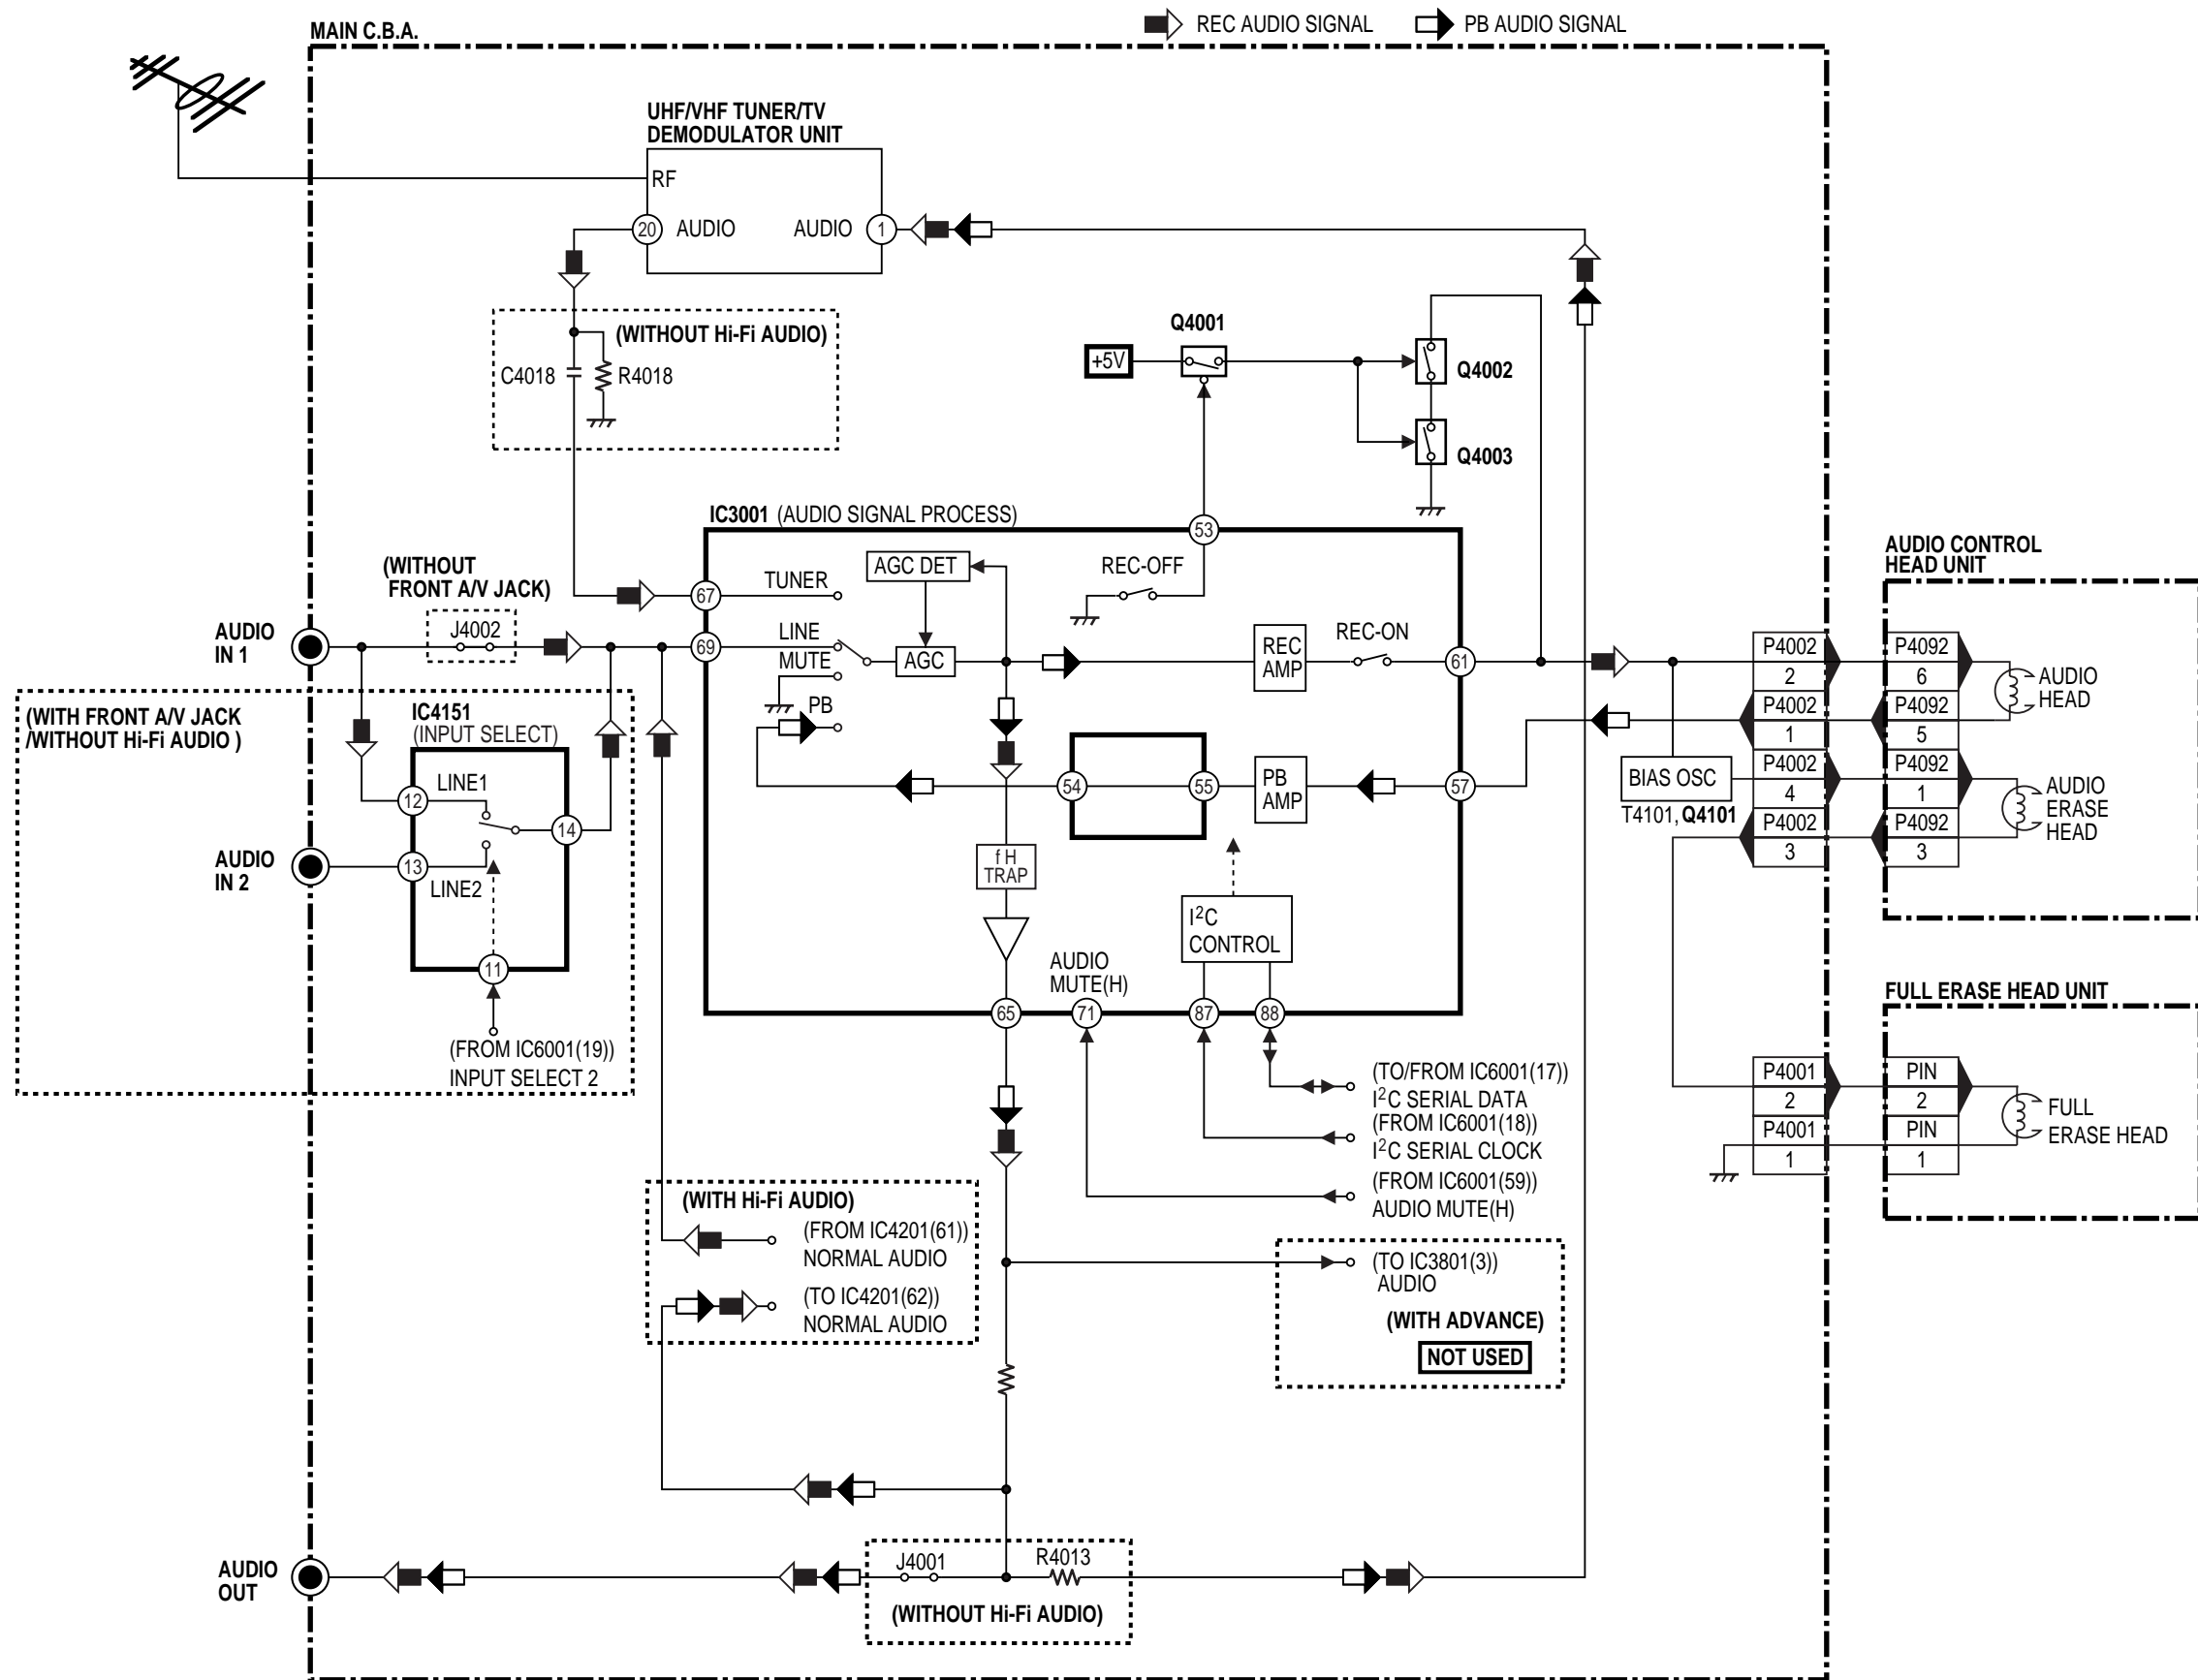 REC AUDIO SIGNAL
PB AUDIO SIGNAL
MAIN C.B.A.
UHF/VHF TUNER/TV
DEMODULATOR UNIT
RF
20
AUDIO
AUDIO
1
(WITHOUT Hi-Fi AUDIO)
C4018
R4018
Q4001
+5V
Q4002
Q4003
IC3001 (AUDIO SIGNAL PROCESS)
53
(WITHOUT
FRONT A/V JACK)
J4002
AUDIO
IN 1
67
TUNER
AGC DET
REC-OFF
69
LINE
MUTE
AGC
PB
REC
AMP
REC-ON
61
AUDIO CONTROL
HEAD UNIT
P4002
2
P4092
6
P4002
1
P4092
5
AUDIO
HEAD
(WITH FRONT A/V JACK
/WITHOUT Hi-Fi AUDIO )
IC4151
(INPUT SELECT)
LINE1
12
14
AUDIO
IN 2
13
LINE2
11
(FROM IC6001(19))
INPUT SELECT 2
54
55
PB
AMP
57
BIAS OSC
T4101, Q4101
P4002
4
P4092
1
P4002
3
P4092
3
AUDIO
ERASE
HEAD
f H
TRAP
I2C
CONTROL
AUDIO
MUTE(H)
65
71
87
88
(TO/FROM IC6001(17))
I2C SERIAL DATA
(FROM IC6001(18))
I2C SERIAL CLOCK
(FROM IC6001(59))
AUDIO MUTE(H)
FULL ERASE HEAD UNIT
P4001
2
PIN
2
P4001
1
PIN
1
FULL
ERASE HEAD
(WITH Hi-Fi AUDIO)
(FROM IC4201(61))
NORMAL AUDIO
(TO IC4201(62))
NORMAL AUDIO
(TO IC3801(3))
AUDIO
(WITH ADVANCE)
NOT USED
AUDIO
OUT
J4001
R4013
(WITHOUT Hi-Fi AUDIO)